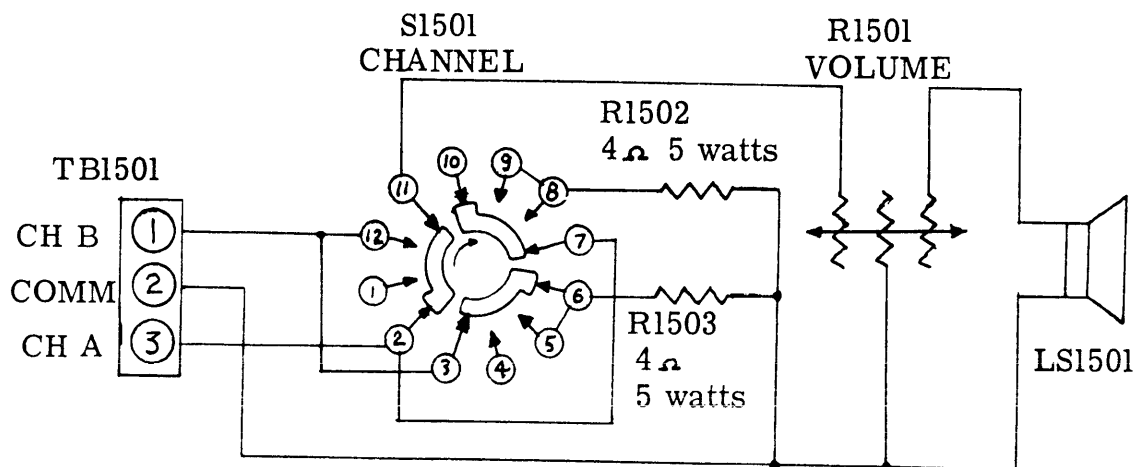 S1501
CHANNEL
R1501
VOLUME
R1502
4Ω 5 watts
TB1501
CH B
COMM
CH A
1
2
3
10
9
8
11
12
7
1
6
2
5
3
4
R1503
4Ω
5 watts
LS1501